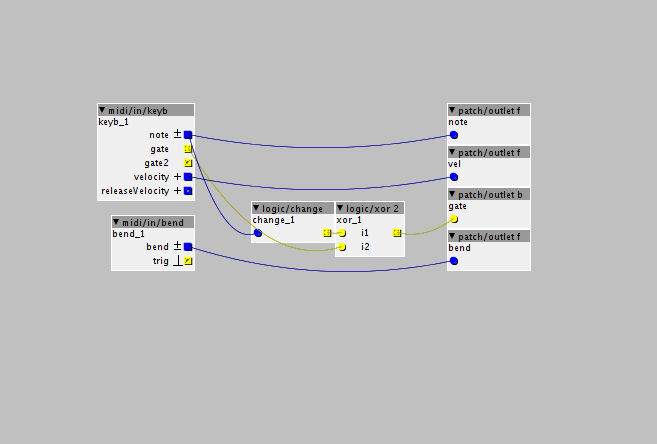 midi/in/keyb
keyb_1
note ±
gate
gate2
velocity +
releaseVelocity +
midi/in/bend
bend_1
bend ±
trig
logic/change
change_1
logic/xor 2
xor_1
i1
i2
patch/outlet f
note
patch/outlet f
vel
patch/outlet b
gate
patch/outlet f
bend